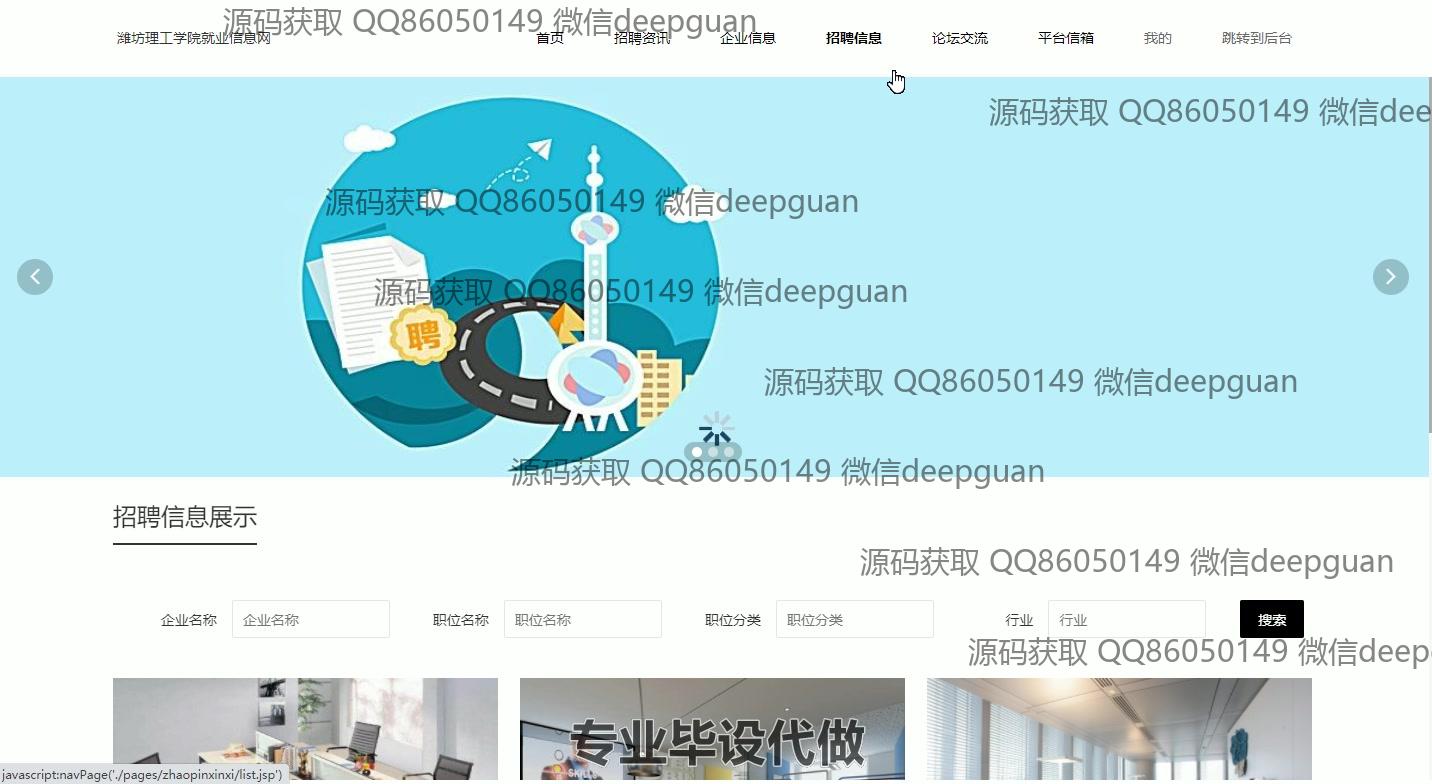 源码获取 QQ86050149 微信deepguan
潍坊理工学院就业信息网
首页
招聘资讯
企业信息
招聘信息
论坛交流
平台信箱
我的
跳转到后台
源码获取 QQ86050149 微信dee
源码获取 QQ86050149 微信deepguan
源码获取 QQ86050149 微信deepguan
聘
源码获取 QQ86050149 微信deepguan
源码获取 QQ86050149 微信deepguan
招聘信息展示
源码获取 QQ86050149 微信deepguan
企业名称
企业名称
职位名称
职位名称
职位分类
职位分类
行业
行业
搜索
源码获取 QQ86050149 微信deep
专业毕设代做
SKILLS
javascript:navPage('./pages/zhaopinxinxi/list.jsp')